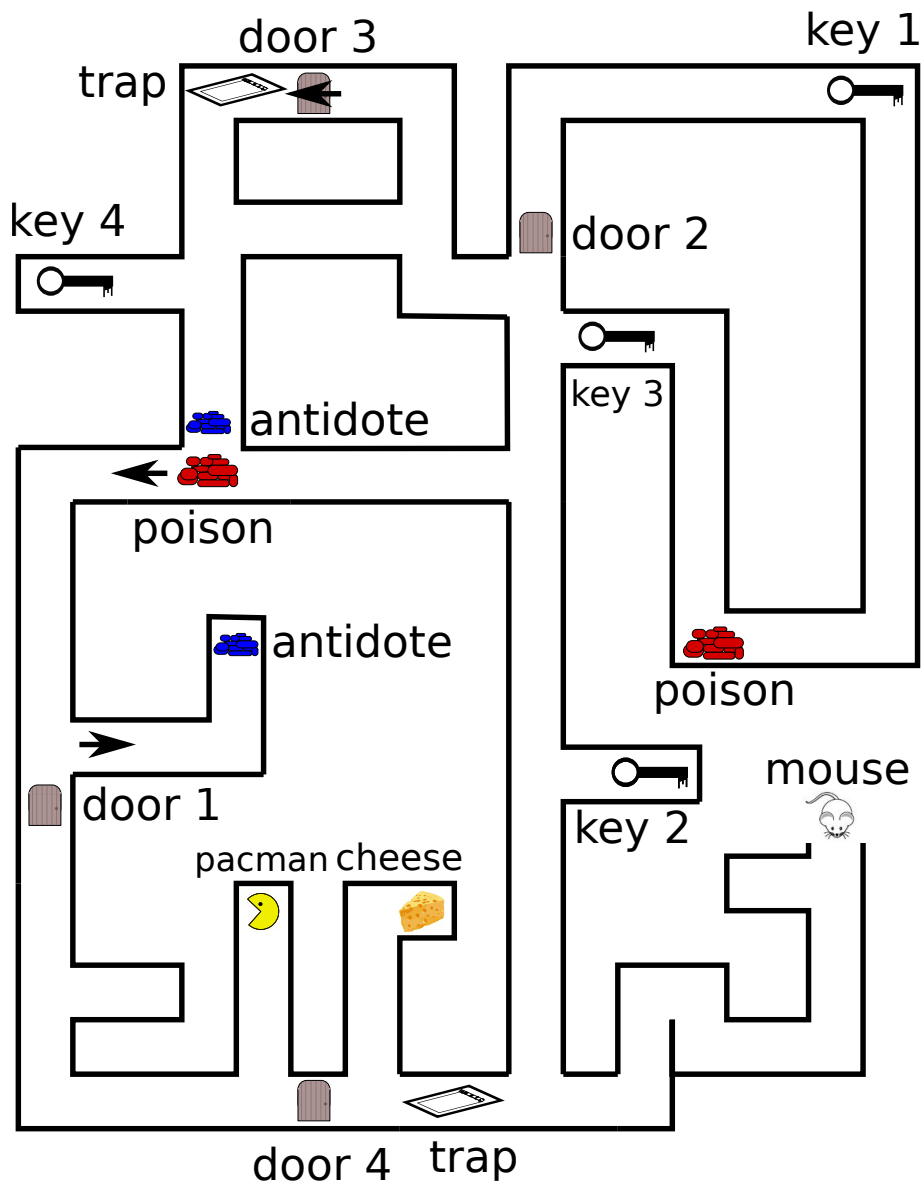 door 3
key 1
trap
key 4
door 2
key 3
antidote
poison
antidote
poison
mouse
door 1
key 2
pacman
cheese
door 4
trap